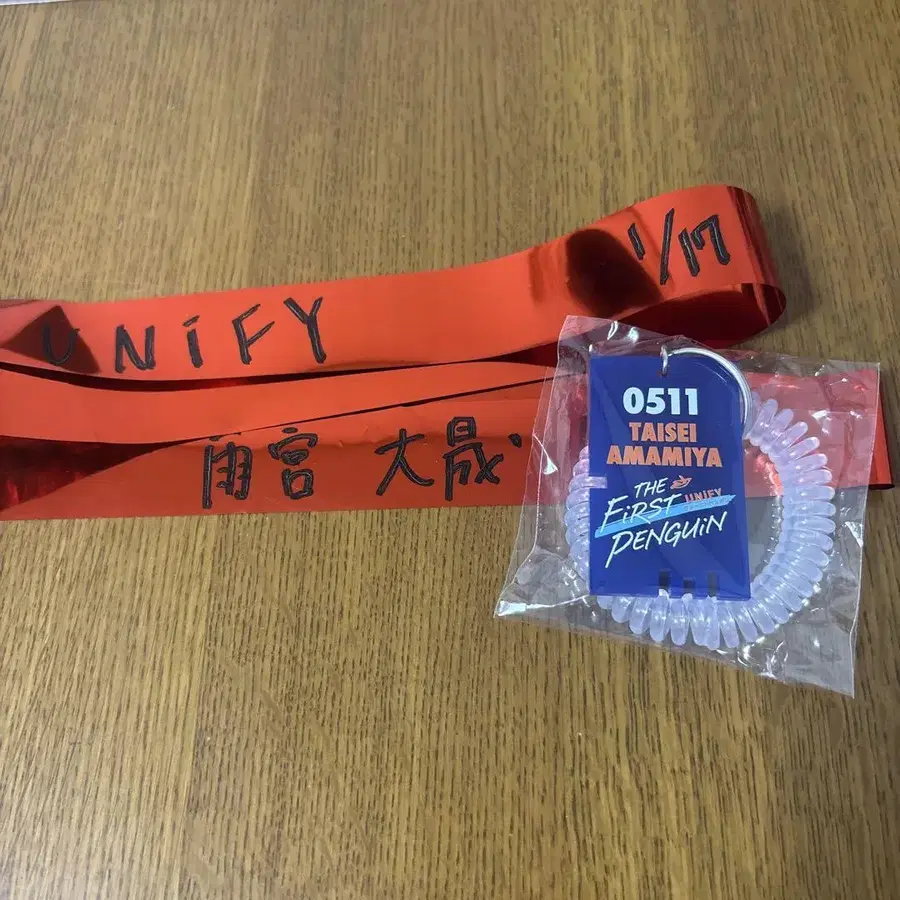 UNiFY 1/17
雨宮 大晟
0511
TAISEI
AMAMIYA
THE
FiRST UNiFY
PENGUiN